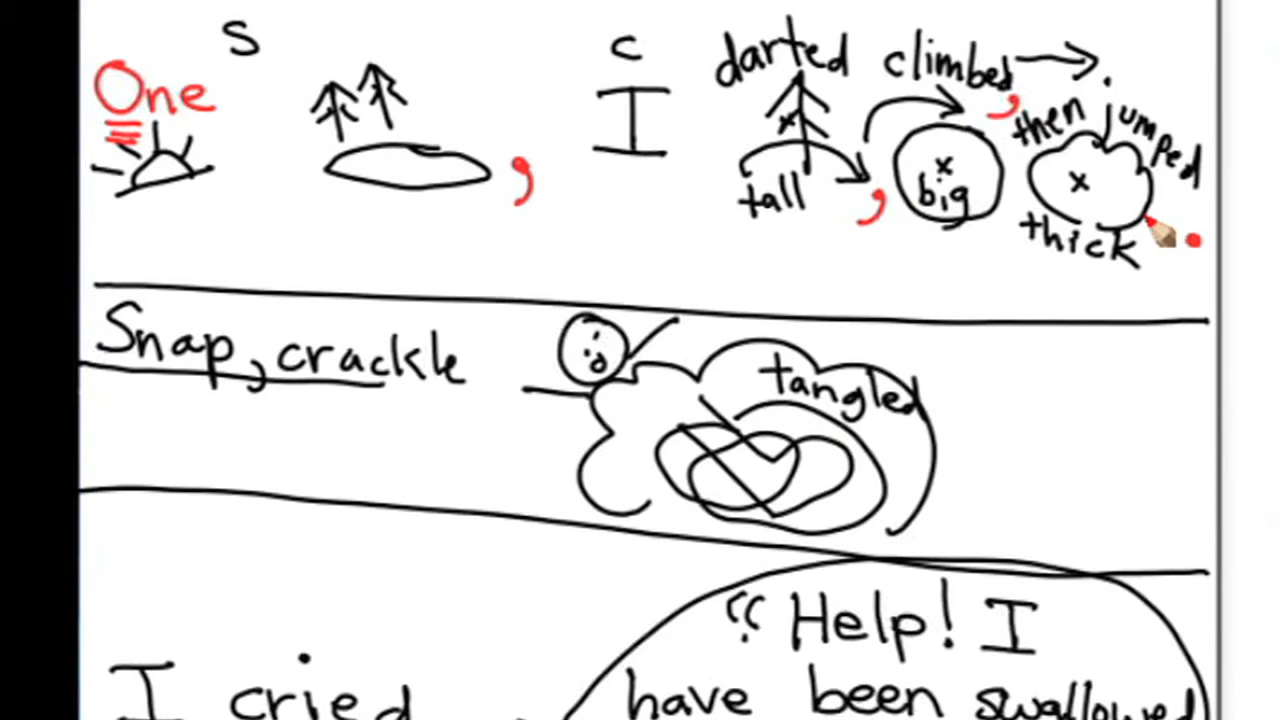 S C
One , I darted climbed, then jumped
tall, big thick.
Snap, crackle tangled
"Help! I
I cried have been swallowed